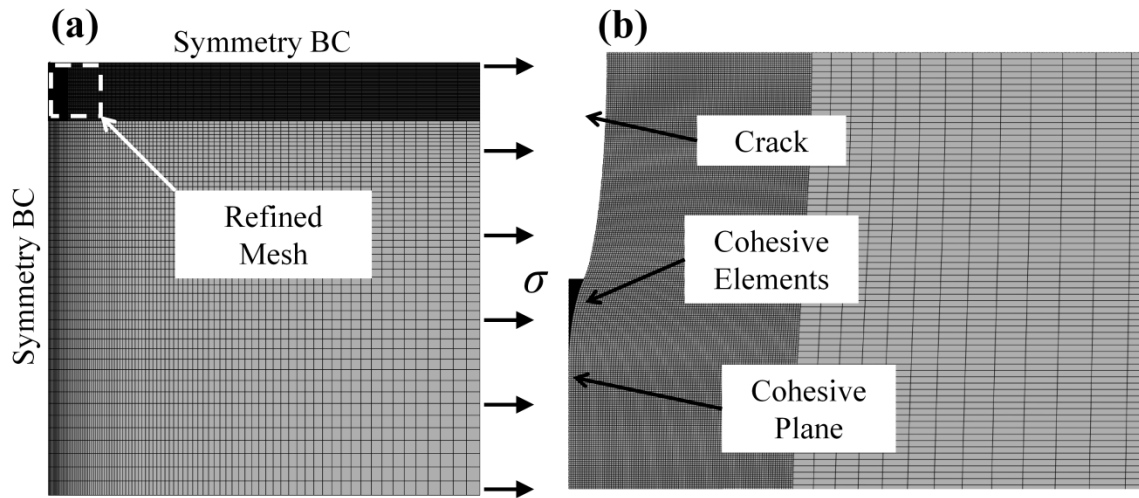 (a)
Symmetry BC
Symmetry BC
Refined
Mesh
σ
(b)
Crack
Cohesive
Elements
Cohesive
Plane